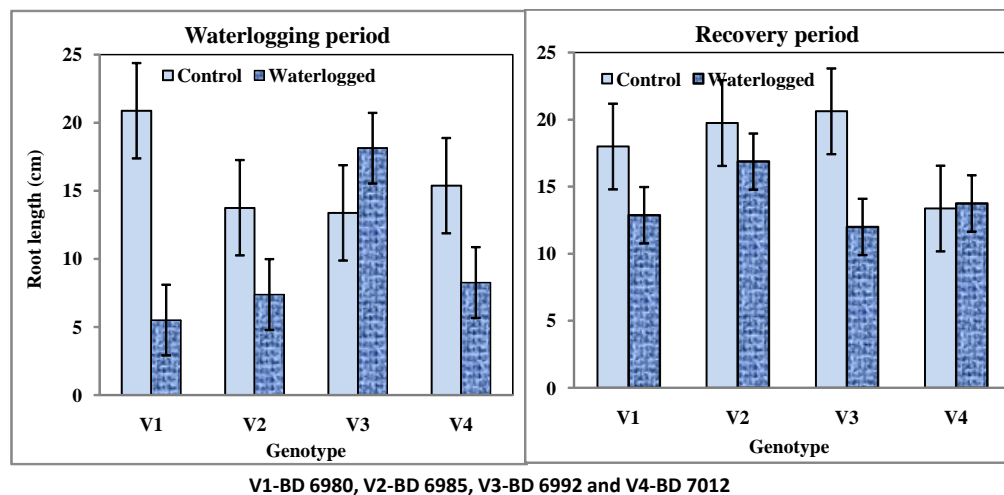 Waterlogging period
Control Waterlogged
Root length (cm)
25
20
15
10
5
0
V1 V2 V3 V4
Genotype
Recovery period
Control Waterlogged
25
20
15
10
5
0
V1 V2 V3 V4
Genotype
V1-BD 6980, V2-BD 6985, V3-BD 6992 and V4-BD 7012